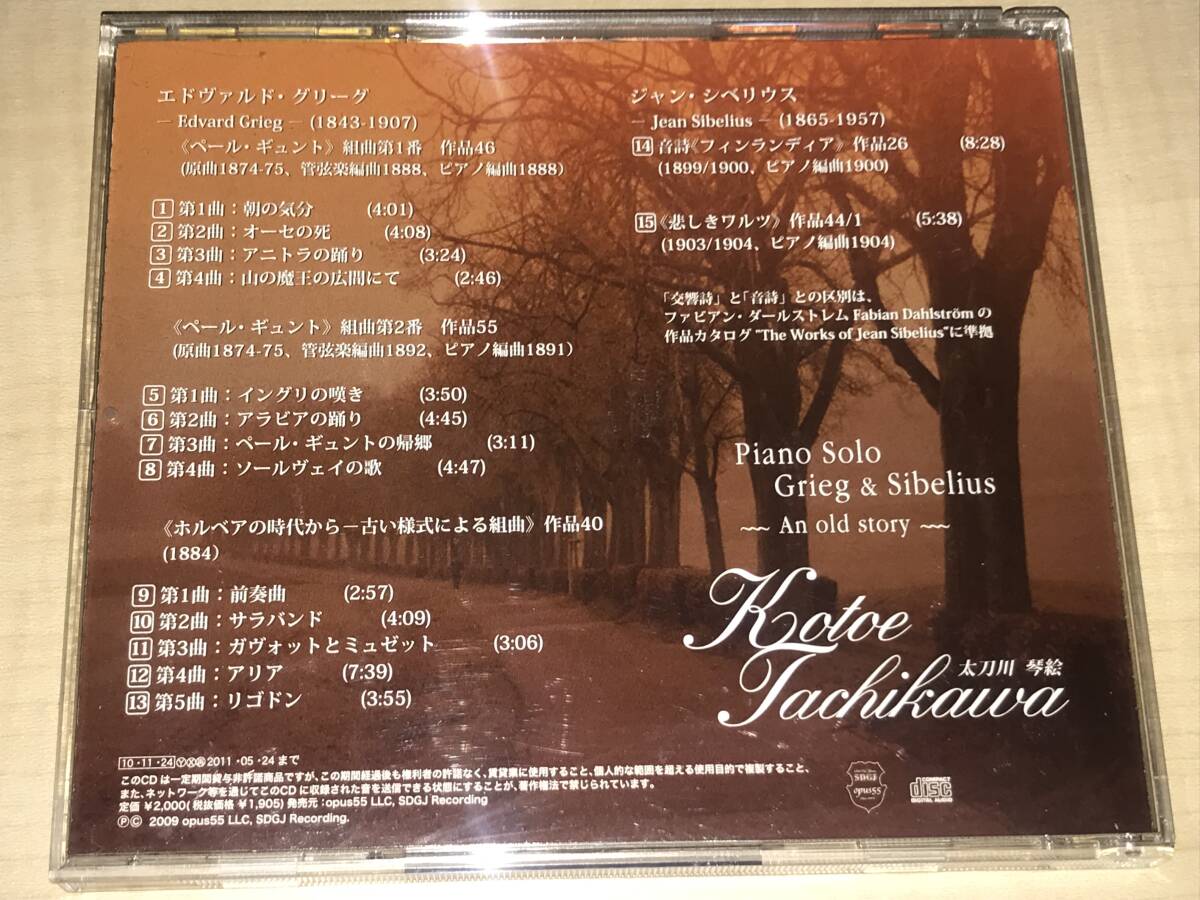 エドヴァルド・グリーグ
— Edvard Grieg — (1843-1907)
《ペール・ギュント》組曲第1番　作品46
(原曲1874-75、管弦楽編曲1888、ピアノ編曲1888)
1 第1曲：朝の気分 (4:01)
2 第2曲：オーセの死 (4:08)
3 第3曲：アニトラの踊り (3:24)
4 第4曲：山の魔王の広間にて (2:46)
《ペール・ギュント》組曲第2番　作品55
(原曲1874-75、管弦楽編曲1892、ピアノ編曲1891)
5 第1曲：イングリの嘆き (3:50)
6 第2曲：アラビアの踊り (4:45)
7 第3曲：ペール・ギュントの帰郷 (3:11)
8 第4曲：ソールヴェイの歌 (4:47)
《ホルベアの時代から－古い様式による組曲》作品40
(1884)
9 第1曲：前奏曲 (2:57)
10 第2曲：サラバンド (4:09)
11 第3曲：ガヴォットとミュゼット (3:06)
12 第4曲：アリア (7:39)
13 第5曲：リゴドン (3:55)
ジャン・シベリウス
— Jean Sibelius — (1865-1957)
14 音詩《フィンランディア》作品26 (8:28)
(1899/1900、ピアノ編曲1900)
15 《悲しきワルツ》作品44/1 (5:38)
(1903/1904、ピアノ編曲1904)
「交響詩」と「音詩」との区別は、
ファビアン・ダールストレム Fabian Dahlström の
作品カタログ"The Works of Jean Sibelius"に準拠
Piano Solo
Grieg & Sibelius
~~ An old story ~~
Kotoe
太刀川 琴絵
Tachikawa
10・11・24 Ⓨ Ⓧ 2011・05・24 まで
このCDは一定期間貸与非許諾商品ですが、この期間経過後も権利者の許諾なく、賃貸業に使用すること、個人的な範囲を超える使用目的で複製すること、
また、ネットワーク等を通じてこのCDに収録された音を送信できる状態にすることが、著作権法で禁じられています。
定価 ¥2,000(税抜価格 ¥1,905) 発売元：opus55 LLC, SDGJ Recording
Ⓟ© 2009 opus55 LLC, SDGJ Recording.
SDGJ
opus55
COMPACT
disc
DIGITAL AUDIO